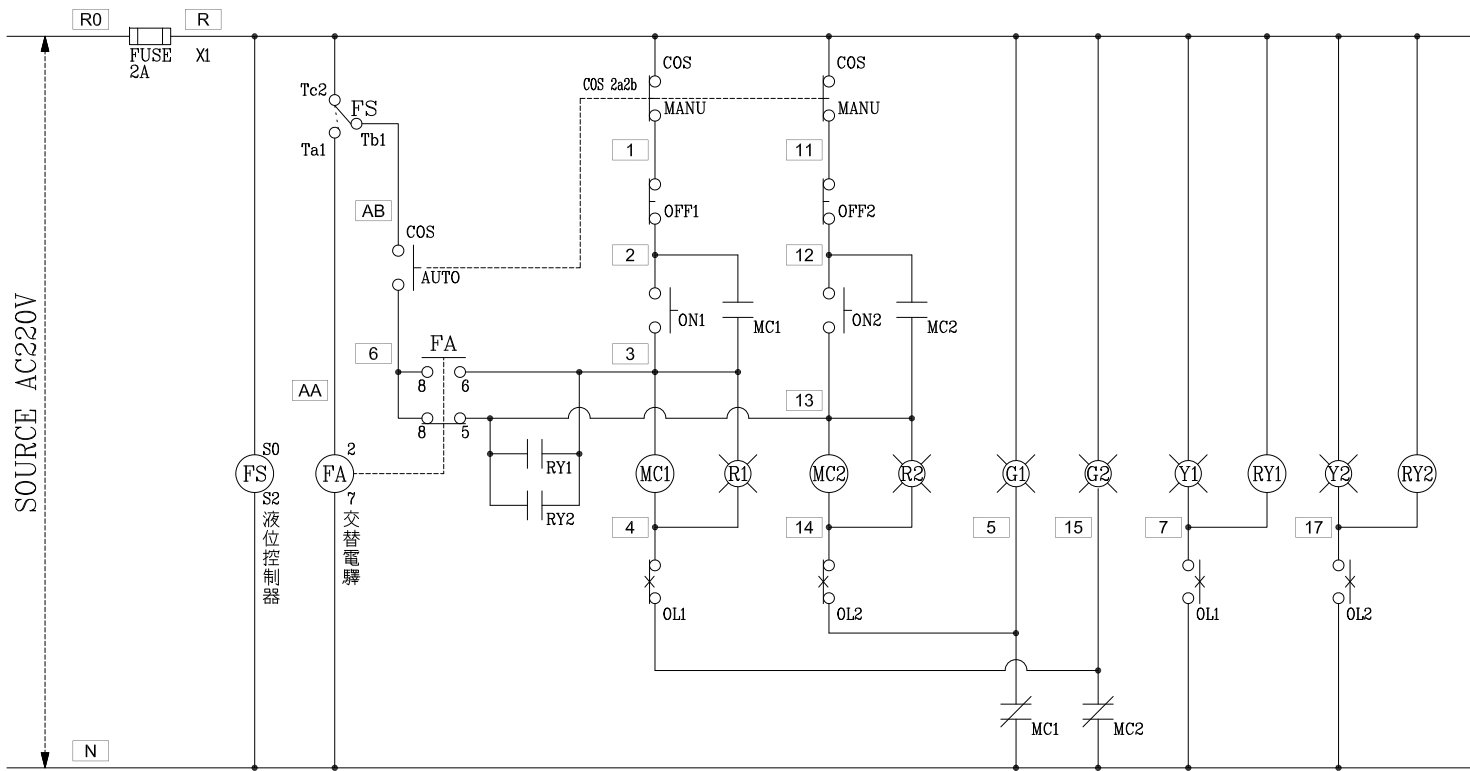 R0
R
FUSE
2A
X1
Tc2
FS
Ta1
Tb1
COS 2a2b
COS
MANU
COS
MANU
1
11
OFF1
OFF2
AB
COS
AUTO
2
12
ON1
MC1
ON2
MC2
SOURCE AC220V
6
FA
3
8
6
AA
13
8
5
S0
FS
S2
液位控制器
2
FA
7
交替電驛
RY1
RY2
MC1
R1
MC2
R2
G1
G2
Y1
RY1
Y2
RY2
4
14
5
15
7
17
OL1
OL2
OL1
OL2
MC1
MC2
N